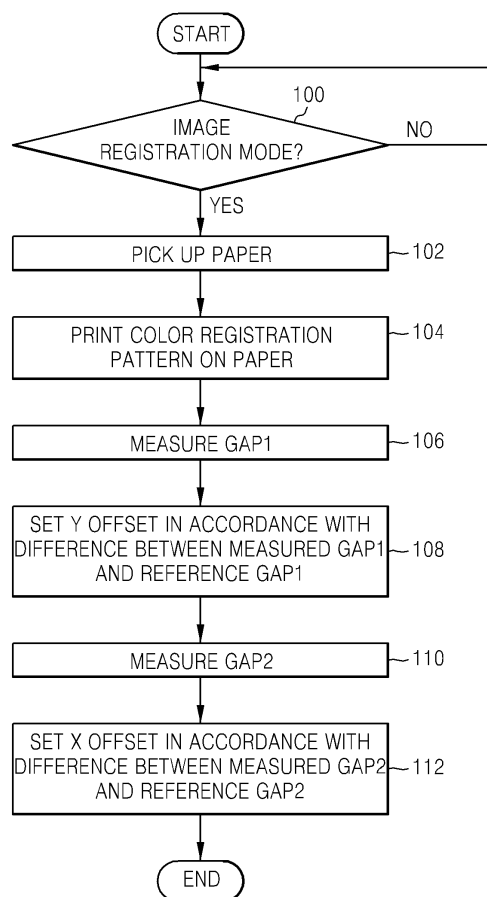 START
100
IMAGE
REGISTRATION MODE?
NO
YES
PICK UP PAPER
102
PRINT COLOR REGISTRATION
PATTERN ON PAPER
104
MEASURE GAP1
106
SET Y OFFSET IN ACCORDANCE WITH
DIFFERENCE BETWEEN MEASURED GAP1
AND REFERENCE GAP1
108
MEASURE GAP2
110
SET X OFFSET IN ACCORDANCE WITH
DIFFERENCE BETWEEN MEASURED GAP2
AND REFERENCE GAP2
112
END